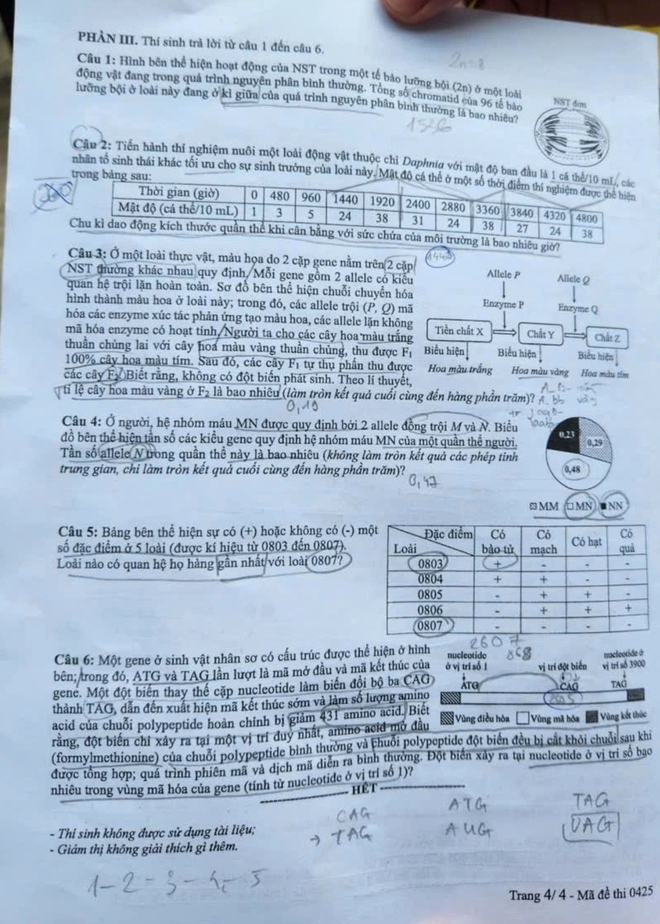 PHẦN III. Thí sinh trả lời từ câu 1 đến câu 6.
2n=8
Câu 1: Hình bên thể hiện hoạt động của NST trong một tế bào lưỡng bội (2n) ở một loài
động vật đang trong quá trình nguyên phân bình thường. Tổng số chromatid của 96 tế bào
lưỡng bội ở loài này đang ở kì giữa của quá trình nguyên phân bình thường là bao nhiêu?
NST đơn
1536
Câu 2: Tiến hành thí nghiệm nuôi một loài động vật thuộc chi Daphnia với mật độ ban đầu là 1 cá thể/10 mL, các
nhân tố sinh thái khác tối ưu cho sự sinh trưởng của loài này. Mật độ cá thể ở một số thời điểm thí nghiệm được thể hiện
trong bảng sau:
Thời gian (giờ) 0 480 960 1440 1920 2400 2880 3360 3840 4320 4800
Mật độ (cá thể/10 mL) 1 3 5 24 38 31 24 38 27 24 38
Chu kì dao động kích thước quần thể khi cân bằng với sức chứa của môi trường là bao nhiêu giờ?
1440
Câu 3: Ở một loài thực vật, màu hoa do 2 cặp gene nằm trên 2 cặp
NST thường khác nhau quy định. Mỗi gene gồm 2 allele có kiểu
quan hệ trội lặn hoàn toàn. Sơ đồ bên thể hiện chuỗi chuyển hóa
hình thành màu hoa ở loài này; trong đó, các allele trội (P, Q) mã
hóa các enzyme xúc tác phản ứng tạo màu hoa, các allele lặn không
mã hóa enzyme có hoạt tính. Người ta cho các cây hoa màu trắng
thuần chủng lai với cây hoa màu vàng thuần chủng, thu được F1
100% cây hoa màu tím. Sau đó, các cây F1 tự thụ phấn thu được
các cây F2. Biết rằng, không có đột biến phát sinh. Theo lí thuyết,
tỉ lệ cây hoa màu vàng ở F2 là bao nhiêu (làm tròn kết quả cuối cùng đến hàng phần trăm)?
Allele P Allele Q
Enzyme P Enzyme Q
Tiền chất X Chất Y Chất Z
Biểu hiện Biểu hiện Biểu hiện
Hoa màu trắng Hoa màu vàng Hoa màu tím
0,19
Câu 4: Ở người, hệ nhóm máu MN được quy định bởi 2 allele đồng trội M và N. Biểu
đồ bên thể hiện tần số các kiểu gene quy định hệ nhóm máu MN của một quần thể người.
Tần số allele N trong quần thể này là bao nhiêu (không làm tròn kết quả các phép tính
trung gian, chỉ làm tròn kết quả cuối cùng đến hàng phần trăm)?
0,23
0,29
0,48
MM MN NN
0,47
Câu 5: Bảng bên thể hiện sự có (+) hoặc không có (-) một
số đặc điểm ở 5 loài (được kí hiệu từ 0803 đến 0807).
Loài nào có quan hệ họ hàng gần nhất với loài 0807?
Đặc điểm Có bào tử Có mạch Có hạt Có quả
Loài
0803 + - - -
0804 + + - -
0805 - + + -
0806 - + + +
0807 - - - -
2607
868
Câu 6: Một gene ở sinh vật nhân sơ có cấu trúc được thể hiện ở hình
bên; trong đó, ATG và TAG lần lượt là mã mở đầu và mã kết thúc của
gene. Một đột biến thay thế cặp nucleotide làm biến đổi bộ ba CAG
thành TAG, dẫn đến xuất hiện mã kết thúc sớm và làm số lượng amino
acid của chuỗi polypeptide hoàn chỉnh bị giảm 431 amino acid. Biết
rằng, đột biến chỉ xảy ra tại một vị trí duy nhất, amino acid mở đầu
(formylmethionine) của chuỗi polypeptide bình thường và chuỗi polypeptide đột biến đều bị cắt khỏi chuỗi sau khi
được tổng hợp; quá trình phiên mã và dịch mã diễn ra bình thường. Đột biến xảy ra tại nucleotide ở vị trí số bao
nhiêu trong vùng mã hóa của gene (tính từ nucleotide ở vị trí số 1)?
nucleotide ở vị trí số 1
vị trí đột biến
nucleotide ở vị trí số 3900
ATG CAG TAG
2605
Vùng điều hòa Vùng mã hóa Vùng kết thúc
HẾT
CAG ATG TAG
→ TAG AUG UAG
- Thí sinh không được sử dụng tài liệu;
- Giám thị không giải thích gì thêm.
1-2-3-4-5
Trang 4/ 4 - Mã đề thi 0425